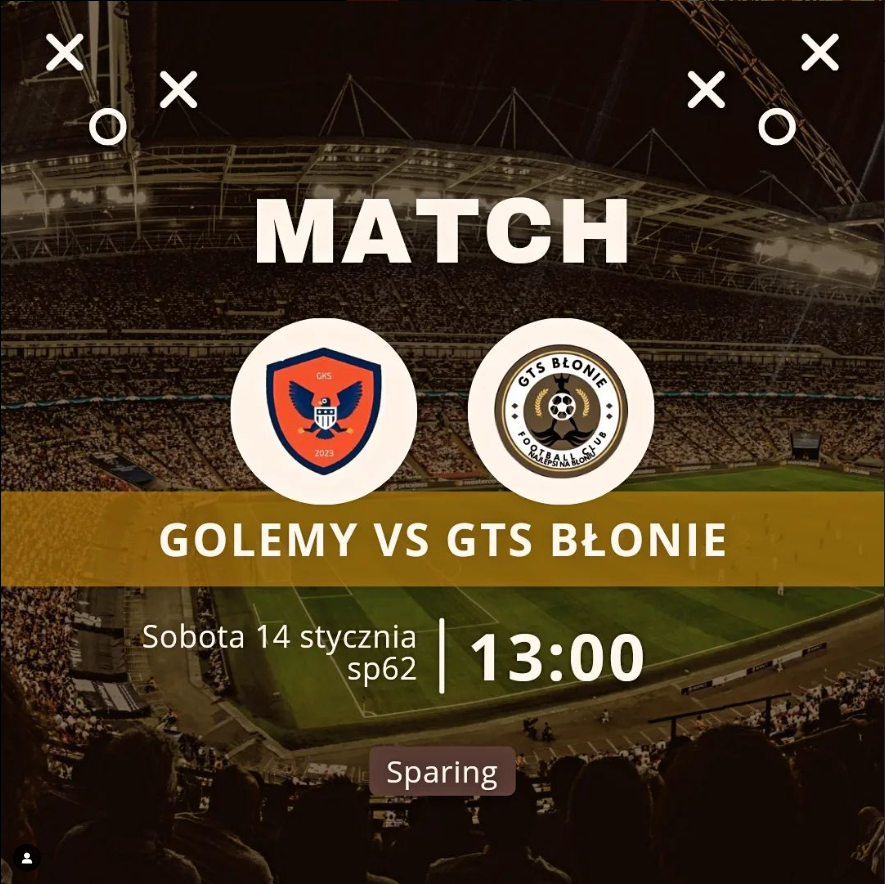 MATCH
GKS
2023
GTS BŁONIE
FOOTBALL CLUB
NAJLEPSI NA BŁONIU
GOLEMY VS GTS BŁONIE
Sobota 14 stycznia
sp62
13:00
Sparing